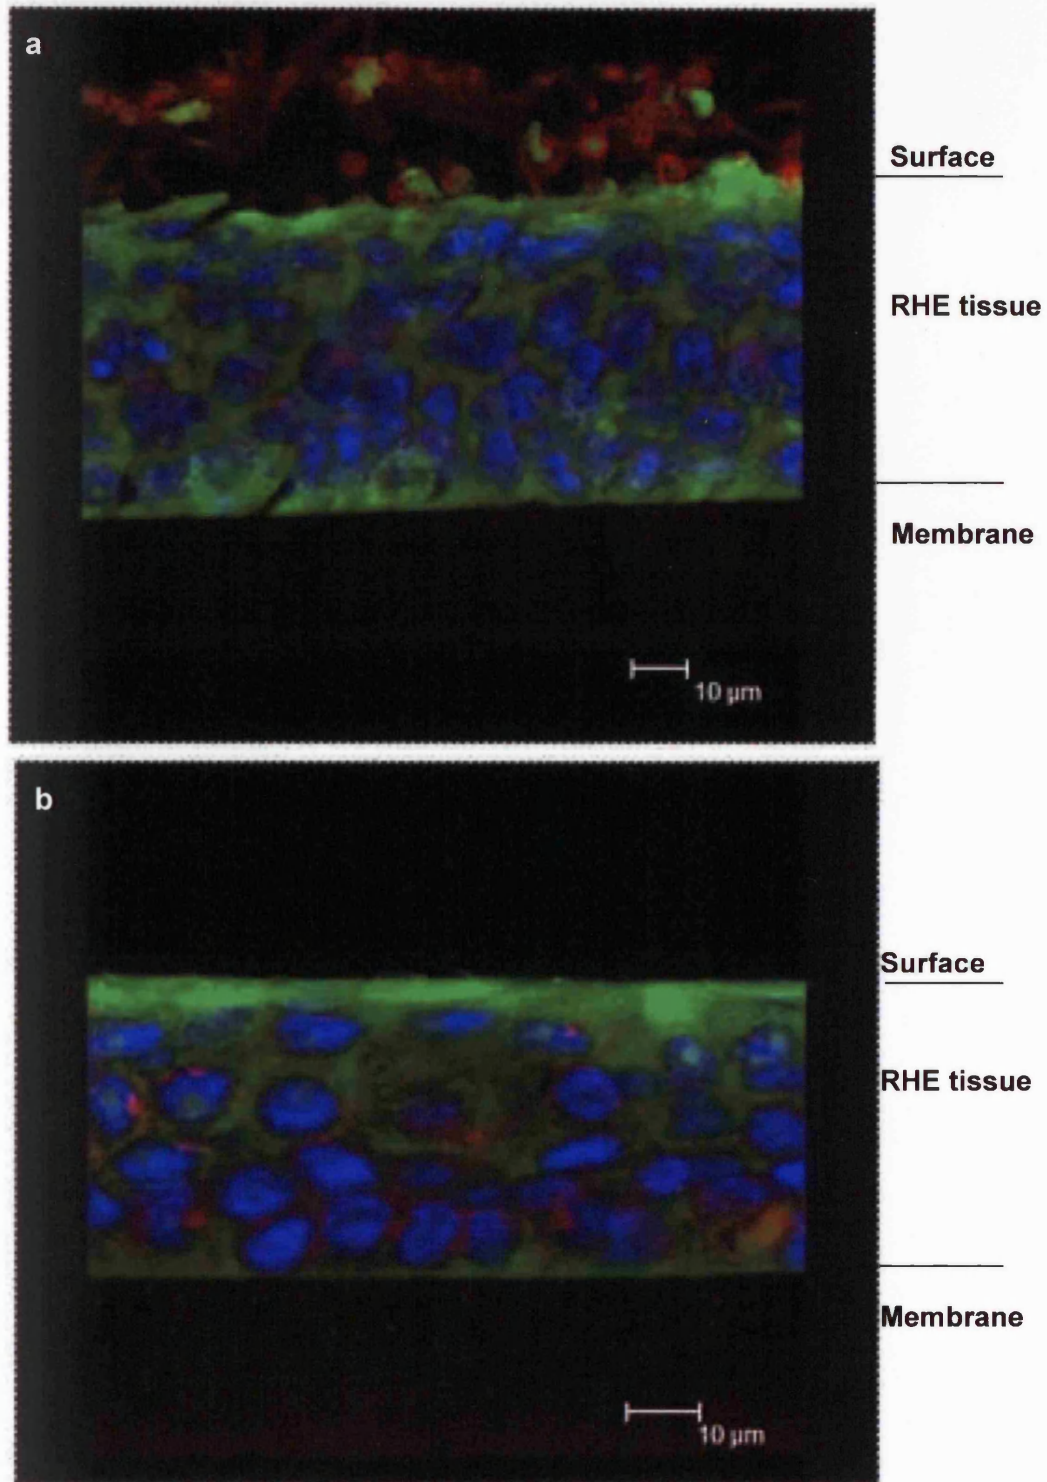 a
Surface
RHE tissue
Membrane
10 µm
b
Surface
RHE tissue
Membrane
10 µm